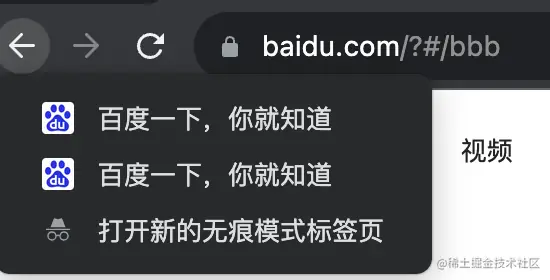 baidu.com/?#/bbb
du 百度一下，你就知道
视频
du 百度一下，你就知道
打开新的无痕模式标签页
@稀土掘金技术社区